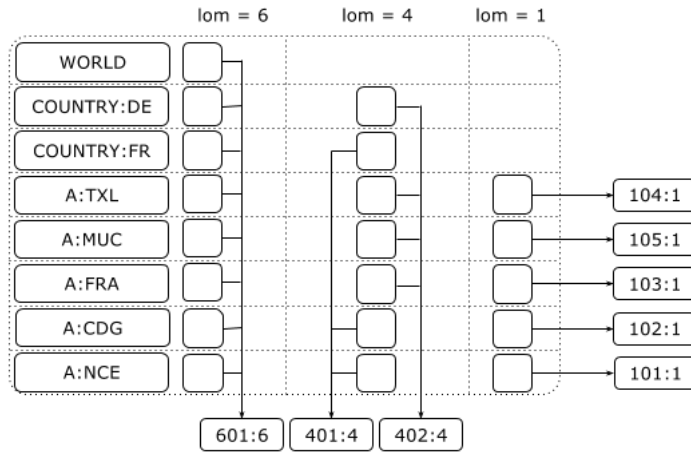 lom = 6 lom = 4 lom = 1
WORLD
COUNTRY:DE
COUNTRY:FR
A:TXL 104:1
A:MUC 105:1
A:FRA 103:1
A:CDG 102:1
A:NCE 101:1
601:6 401:4 402:4